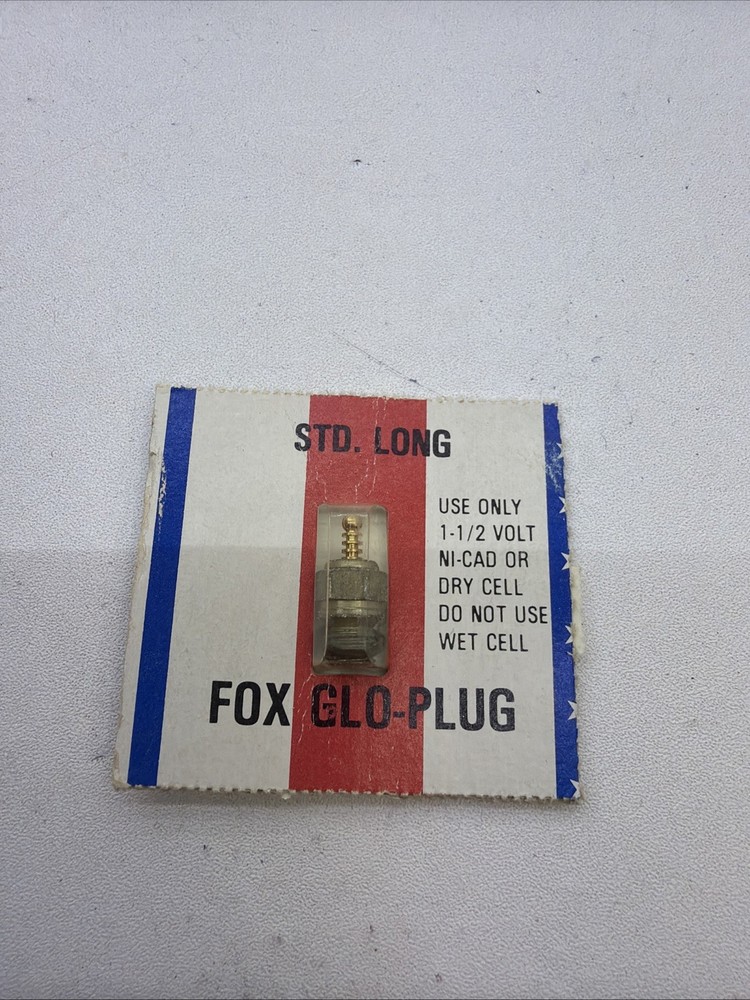 STD. LONG
USE ONLY
1-1/2 VOLT
NI-CAD OR
DRY CELL
DO NOT USE
WET CELL
FOX GLO-PLUG